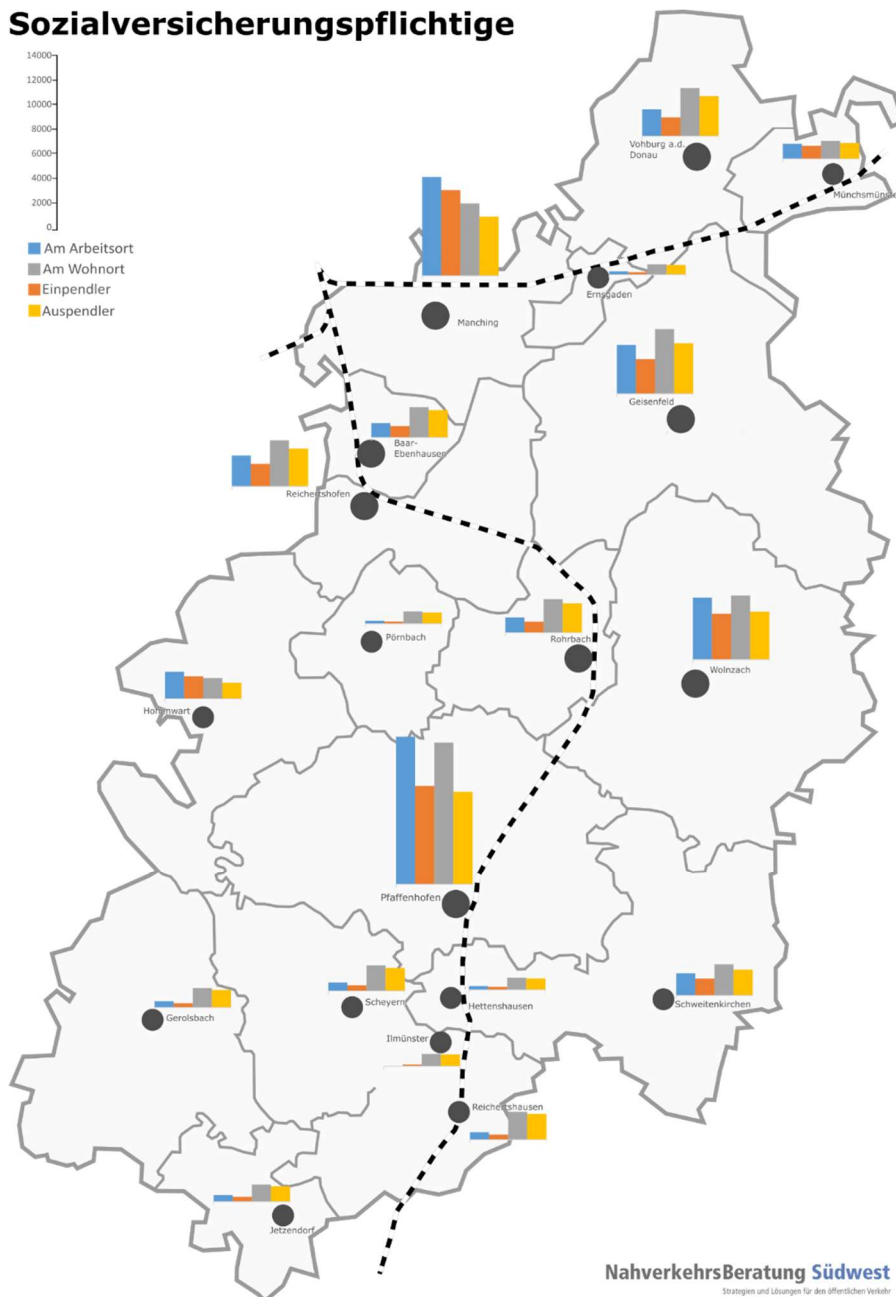 Sozialversicherungspflichtige
14000
12000
10000
8000
6000
4000
2000
0
Am Arbeitsort
Am Wohnort
Einpendler
Auspendler
Vohburg a.d.
Donau
Münchsmünste
Ernsgaden
Manching
Geisenfeld
Baar-
Ebenhausen
Reichertshofen
Pörnbach
Rohrbach
Wolnzach
Hohenwart
Pfaffenhofen
Scheyern
Hettenshausen
Schweitenkirchen
Gerolsbach
Ilmünster
Reichertshausen
Jetzendorf
NahverkehrsBeratung Südwest
Strategien und Lösungen für den öffentlichen Verkehr